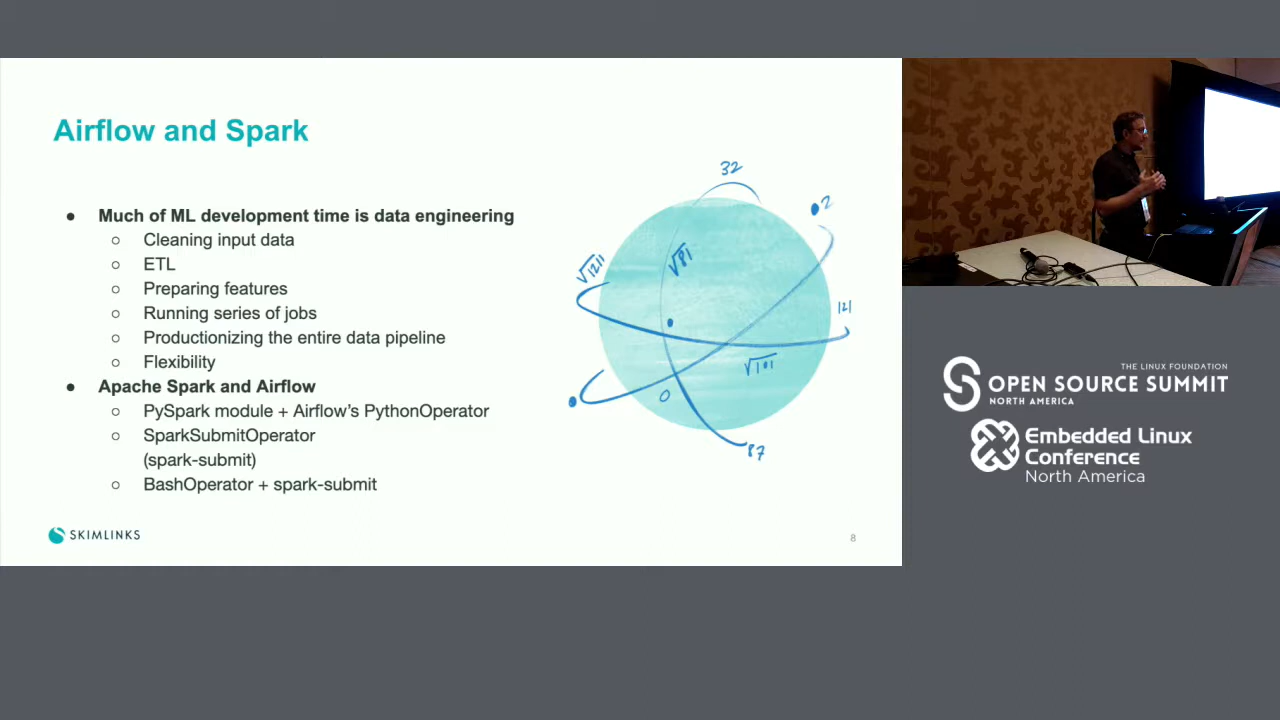 Airflow and Spark
● Much of ML development time is data engineering
○ Cleaning input data
○ ETL
○ Preparing features
○ Running series of jobs
○ Productionizing the entire data pipeline
○ Flexibility
● Apache Spark and Airflow
○ PySpark module + Airflow's PythonOperator
○ SparkSubmitOperator
(spark-submit)
○ BashOperator + spark-submit
32
2
√81
√1211
121
√101
0
87
SKIMLINKS
8
THE LINUX FOUNDATION
OPEN SOURCE SUMMIT
NORTH AMERICA
Embedded Linux
Conference
North America